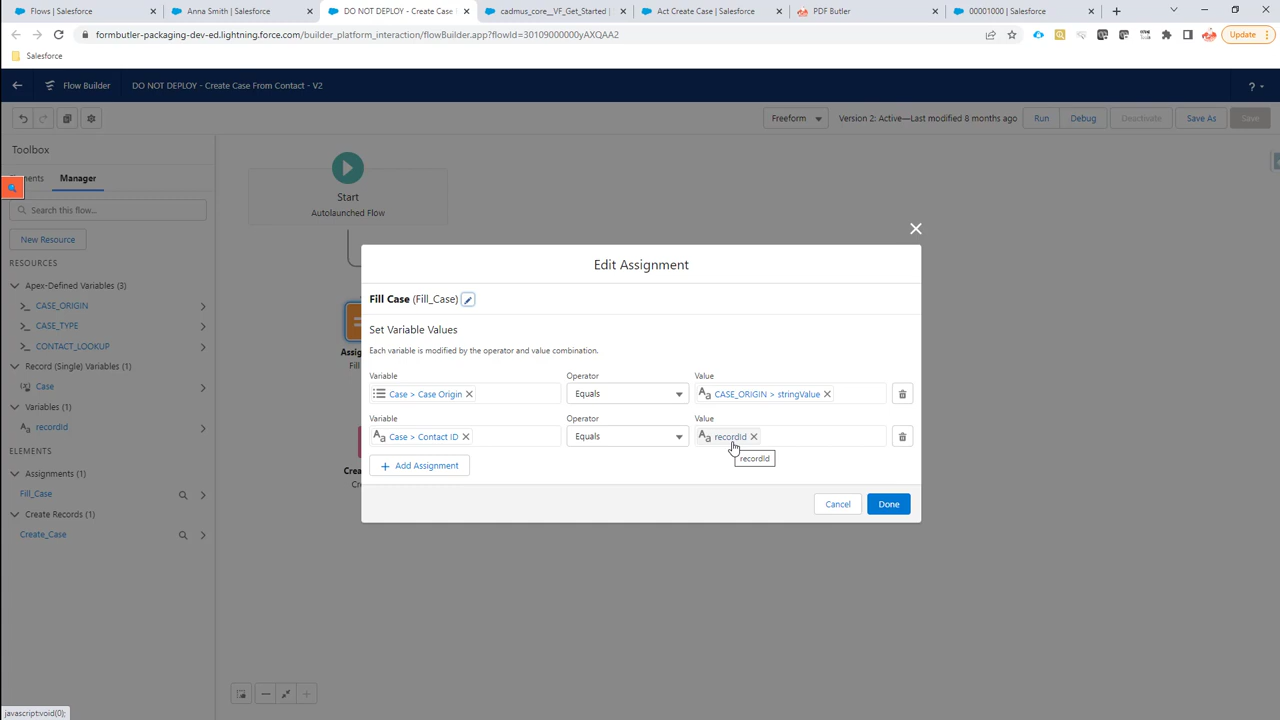 Flows | Salesforce
Anna Smith | Salesforce
DO NOT DEPLOY - Create Case
cadmus_core__VF_Get_Started |
Act Create Case | Salesforce
PDF Butler
00001000 | Salesforce
formbutler-packaging-dev-ed.lightning.force.com/builder_platform_interaction/flowBuilder.app?flowId=30109000000yAXQAA2
Update
Salesforce
Flow Builder
DO NOT DEPLOY - Create Case From Contact - V2
?
Freeform
Version 2: Active—Last modified 8 months ago
Run
Debug
Deactivate
Save As
Save
Toolbox
ents
Manager
Search this flow...
New Resource
RESOURCES
Apex-Defined Variables (3)
CASE_ORIGIN
CASE_TYPE
CONTACT_LOOKUP
Record (Single) Variables (1)
Case
Variables (1)
recordId
ELEMENTS
Assignments (1)
Fill_Case
Create Records (1)
Create_Case
Start
Autolaunched Flow
Assig
Fill
Crea
Cr
Edit Assignment
Fill Case (Fill_Case)
Set Variable Values
Each variable is modified by the operator and value combination.
Variable
Operator
Value
Case > Case Origin
Equals
CASE_ORIGIN > stringValue
Variable
Operator
Value
Case > Contact ID
Equals
recordId
recordId
Add Assignment
Cancel
Done
javascript:void(0);